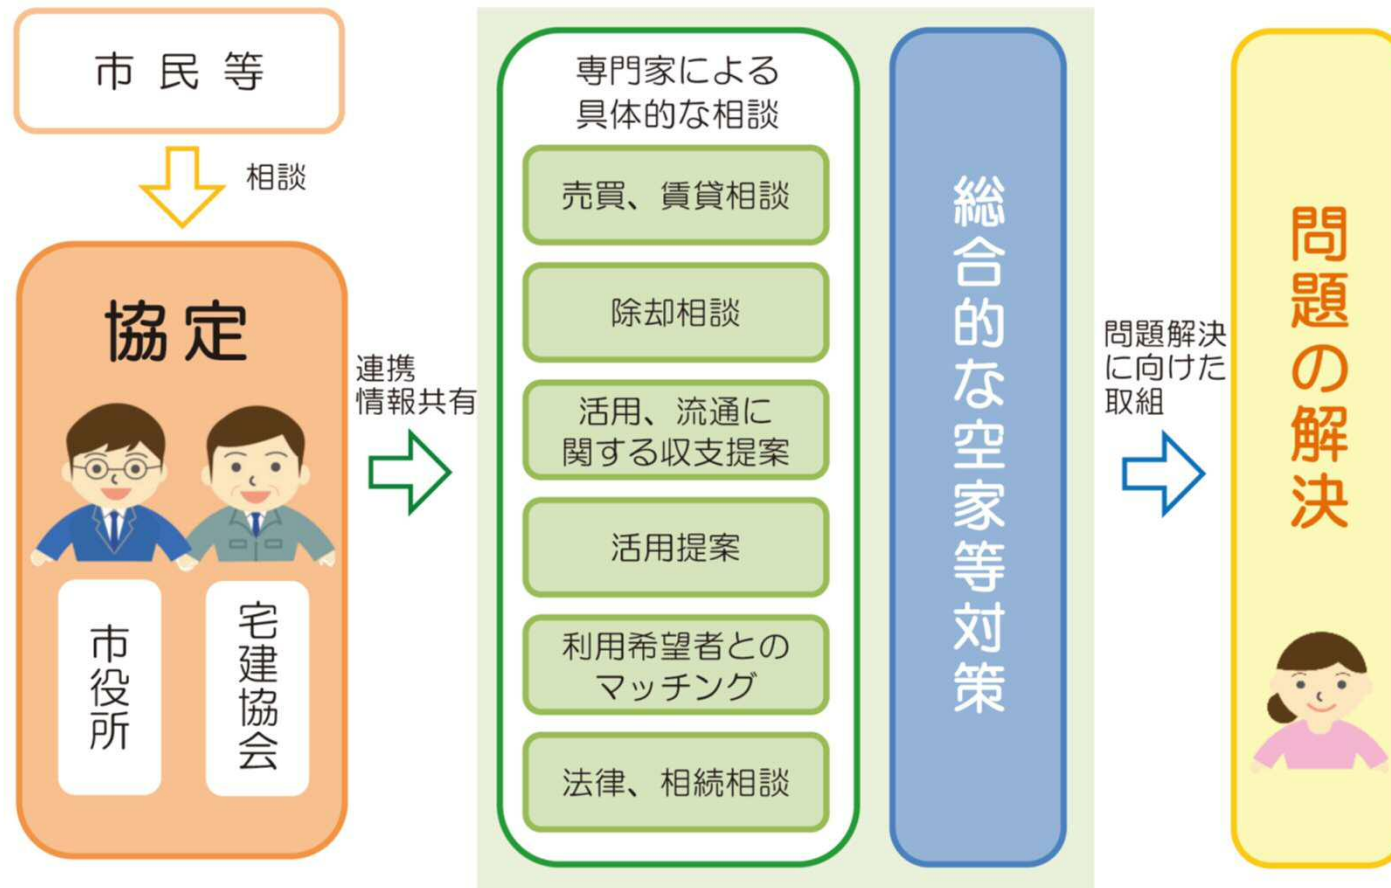 市民等
相談
協定
市役所
宅建協会
連携
情報共有
専門家による
具体的な相談
売買、賃貸相談
除却相談
活用、流通に
関する収支提案
活用提案
利用希望者との
マッチング
法律、相続相談
総合的な空家等対策
問題解決
に向けた
取組
問題の解決